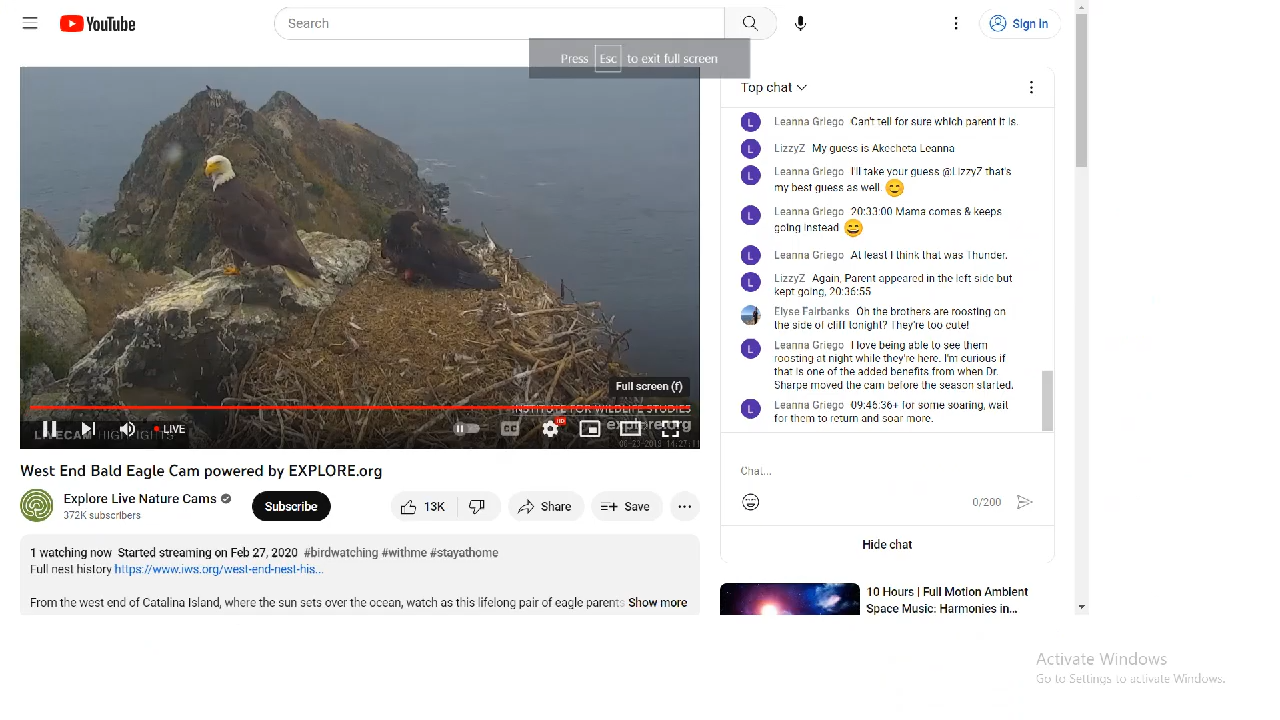 YouTube
Search
Sign in
Press Esc to exit full screen
Top chat
L Leanna Griego Can't tell for sure which parent it is.
L LizzyZ My guess is Akecheta Leanna
L Leanna Griego I'll take your guess @LizzyZ that's
my best guess as well.
L Leanna Griego 20:33:00 Mama comes & keeps
going instead
L Leanna Griego At least I think that was Thunder.
L LizzyZ Again, Parent appeared in the left side but
kept going, 20:36:55
Elyse Fairbanks Oh the brothers are roosting on
the side of cliff tonight? They're too cute!
L Leanna Griego I love being able to see them
roosting at night while they're here. I'm curious if
that is one of the added benefits from when Dr.
Sharpe moved the cam before the season started.
L Leanna Griego 09:46:36+ for some soaring, wait
for them to return and soar more.
Full screen (f)
INSTITUTE FOR WILDLIFE STUDIES
explore.org
LIVE
CC
HD
LIVECAM HIGHLIGHTS
Chat...
0/200
Hide chat
West End Bald Eagle Cam powered by EXPLORE.org
Explore Live Nature Cams
372K subscribers
Subscribe
13K
Share
Save
1 watching now Started streaming on Feb 27, 2020 #birdwatching #withme #stayathome
Full nest history https://www.iws.org/west-end-nest-his...
From the west end of Catalina Island, where the sun sets over the ocean, watch as this lifelong pair of eagle parents Show more
10 Hours | Full Motion Ambient
Space Music: Harmonies in...
Activate Windows
Go to Settings to activate Windows.